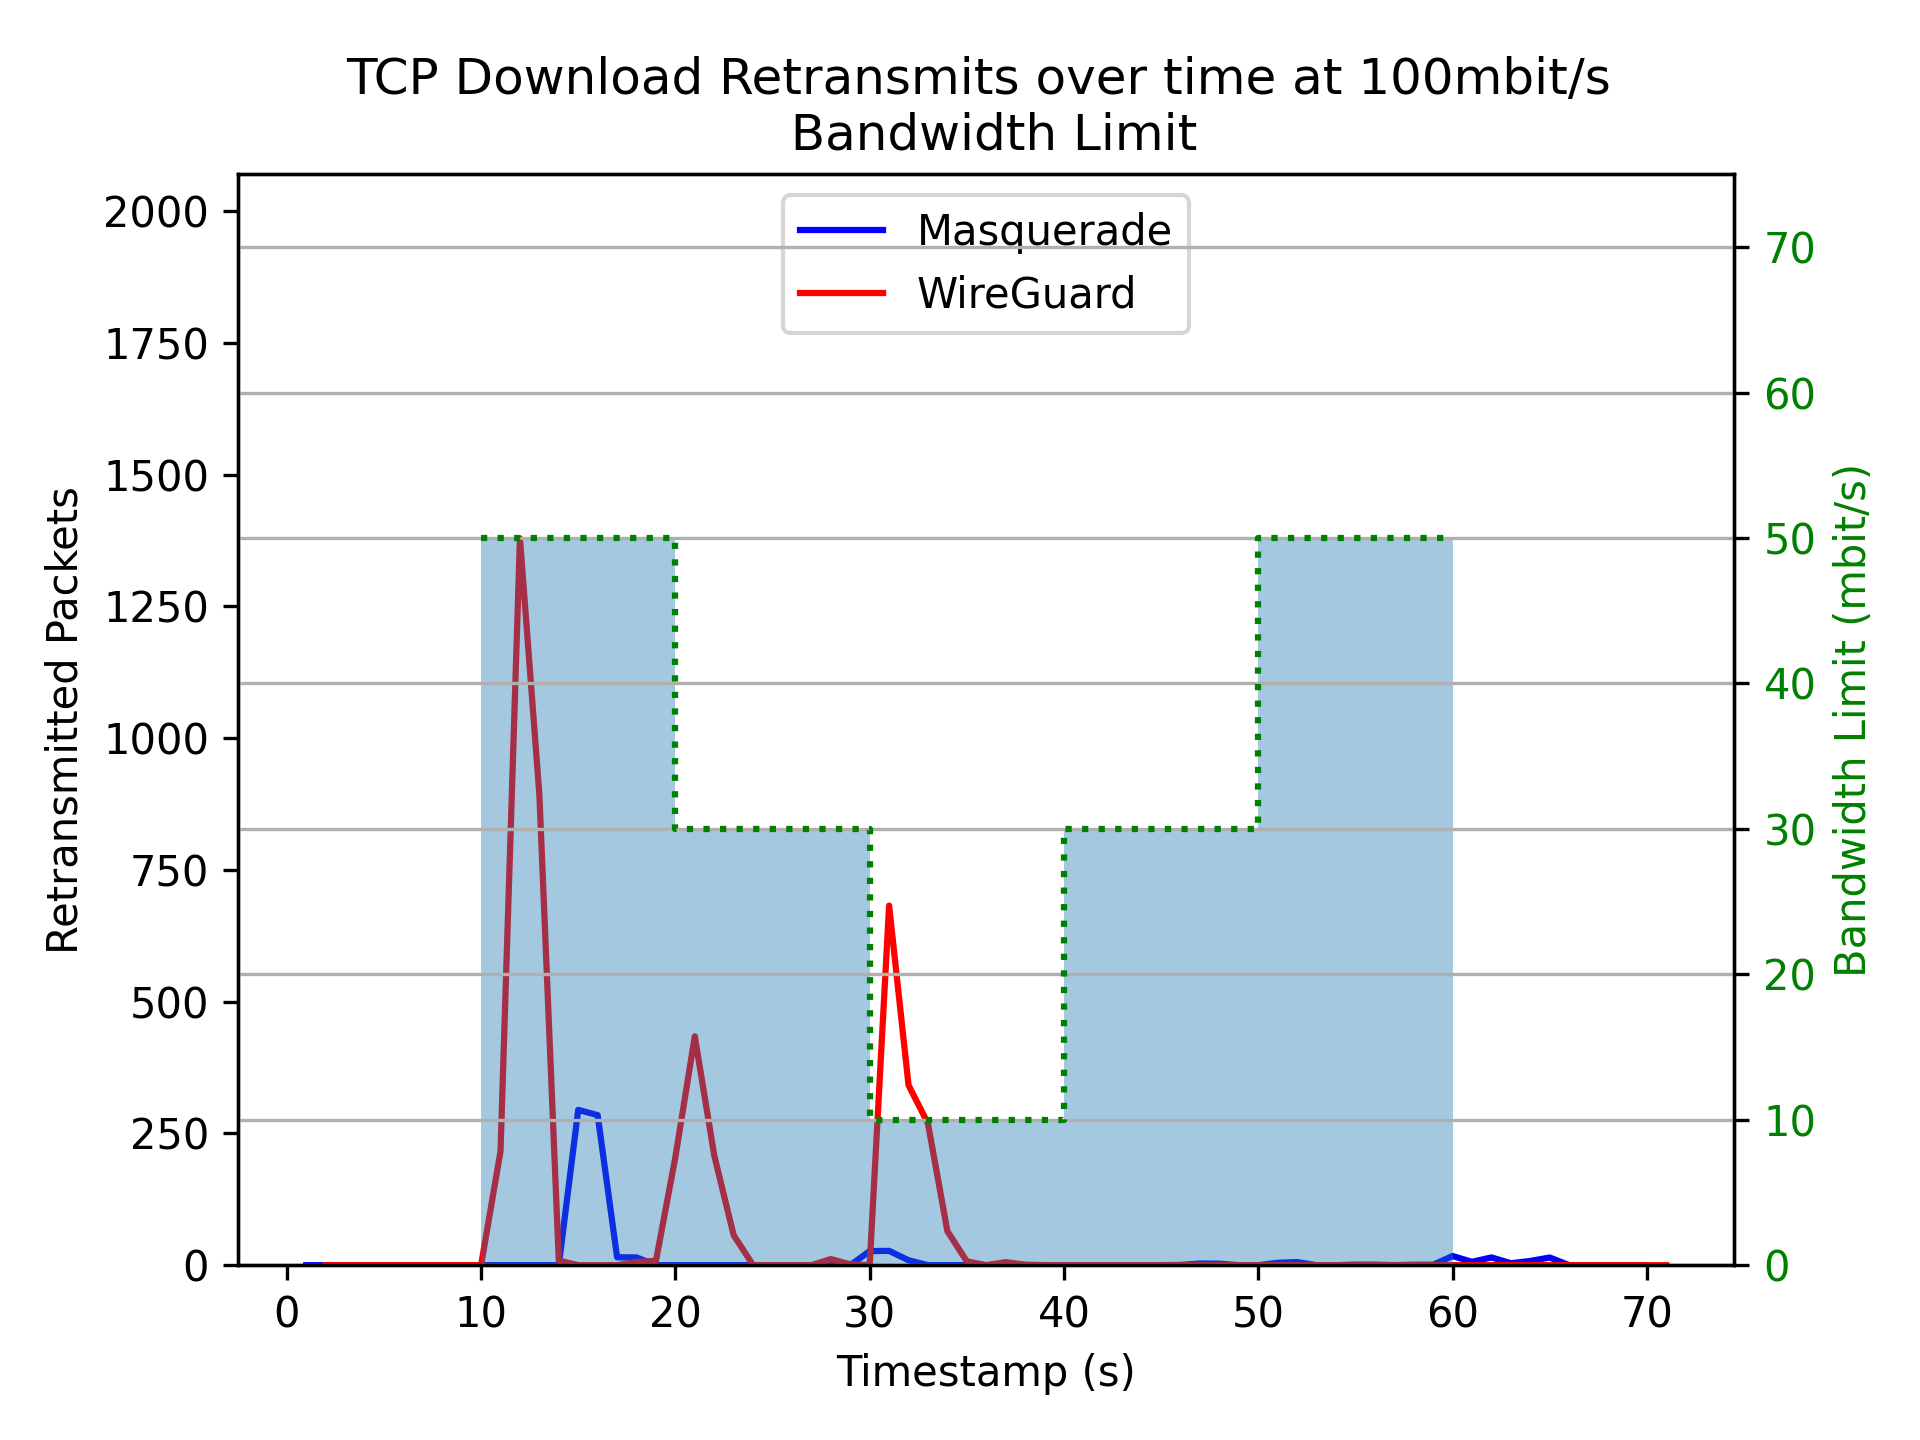 TCP Download Retransmits over time at 100mbit/s
Bandwidth Limit
Masquerade
WireGuard
2000
1750
1500
1250
1000
750
500
250
0
Retransmitted Packets
70
60
50
40
30
20
10
0
Bandwidth Limit (mbit/s)
0 10 20 30 40 50 60 70
Timestamp (s)